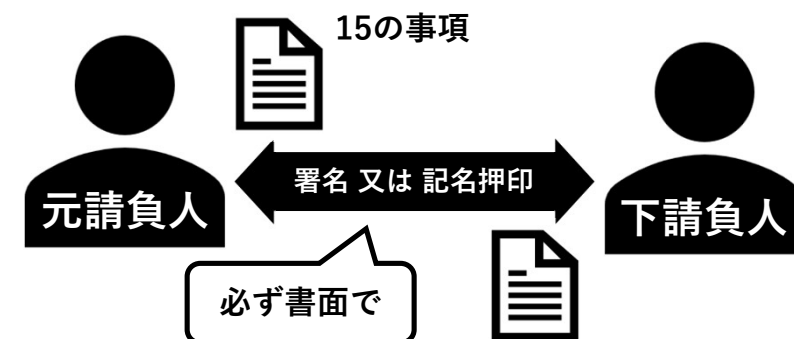 15の事項
署名 又は 記名押印
元請負人
下請負人
必ず書面で